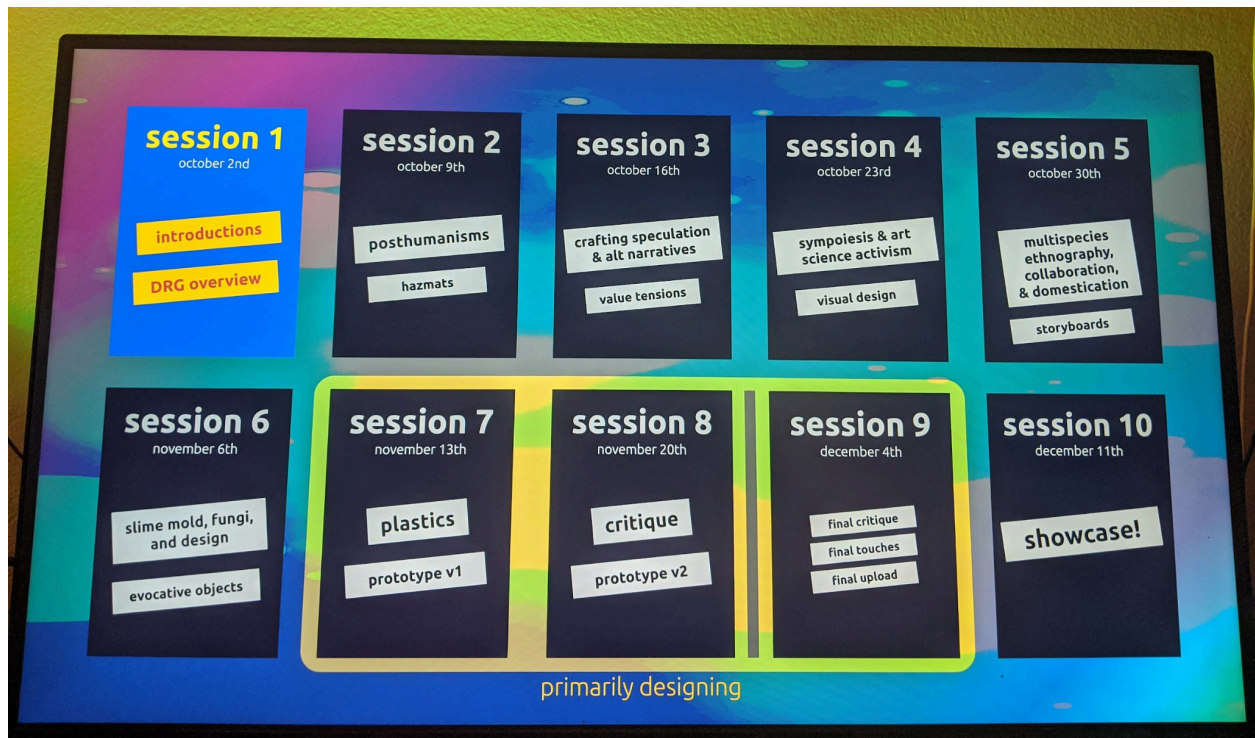 session 1
october 2nd
introductions
DRG overview
session 2
october 9th
posthumanisms
hazmats
session 3
october 16th
crafting speculation
& alt narratives
value tensions
session 4
october 23rd
sympoiesis & art
science activism
visual design
session 5
october 30th
multispecies
ethnography,
collaboration,
& domestication
storyboards
session 6
november 6th
slime mold, fungi,
and design
evocative objects
session 7
november 13th
plastics
prototype v1
session 8
november 20th
critique
prototype v2
session 9
december 4th
final critique
final touches
final upload
session 10
december 11th
showcase!
primarily designing